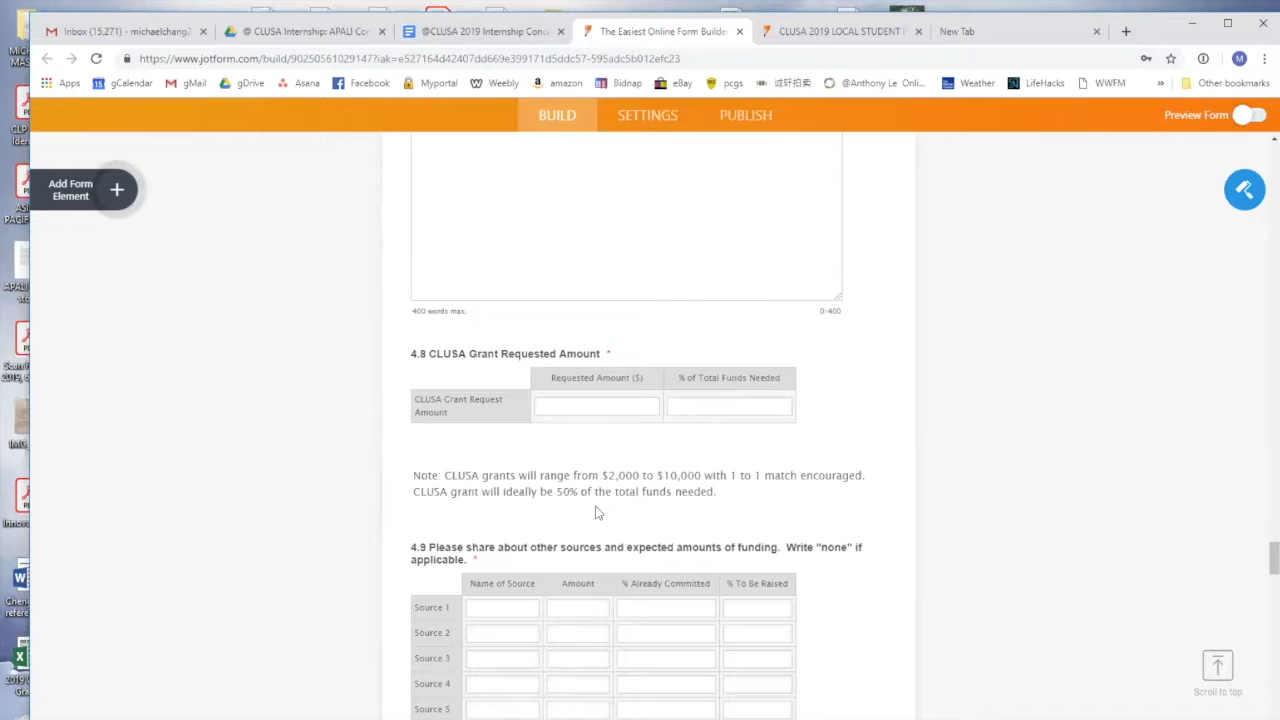 Inbox (15,271) - michaelchang
@ CLUSA Internship: APALI Co
@CLUSA 2019 Internship Conc
The Easiest Online Form Builde
CLUSA 2019 LOCAL STUDENT
New Tab
https://www.jotform.com/build/90250561029147?iak=e527164d42407dd669e399171d5ddc57-595adc5b012efc23
Apps gCalendar gMail gDrive Asana Facebook Myportal Weebly amazon Bidnap eBay pcgs 诚轩拍卖 @Anthony Le Onli... Weather LifeHacks WWFM » Other bookmarks
BUILD SETTINGS PUBLISH
Preview Form
Add Form
Element
400 words max. 0/400
4.8 CLUSA Grant Requested Amount *
Requested Amount ($) % of Total Funds Needed
CLUSA Grant Request
Amount
Note: CLUSA grants will range from $2,000 to $10,000 with 1 to 1 match encouraged.
CLUSA grant will ideally be 50% of the total funds needed.
4.9 Please share about other sources and expected amounts of funding. Write "none" if
applicable. *
Name of Source Amount % Already Committed % To Be Raised
Source 1
Source 2
Source 3
Source 4
Source 5
Scroll to top